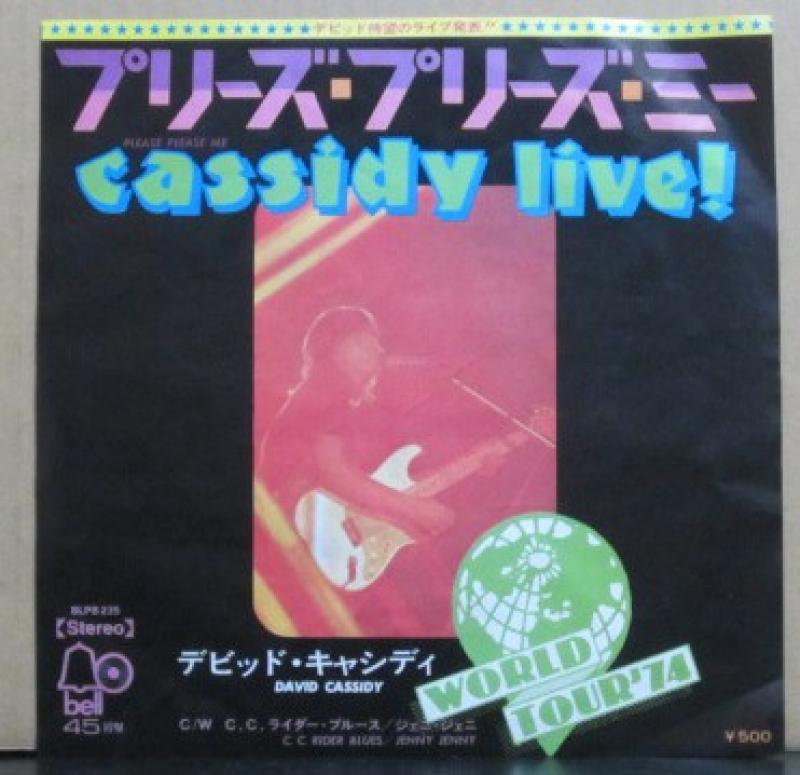 デビッド待望のライブ発表!!
プリーズ・プリーズ・ミー
PLEASE PLEASE ME
cassidy live!
BLPB 235
【Stereo】
bell
45 RPM
デビッド・キャシディ
DAVID CASSIDY
C/W C.C.ライダー・ブルース/ジェニ・ジェニ
C C RIDER BLUES/JENNY JENNY
WORLD
TOUR'74
¥500